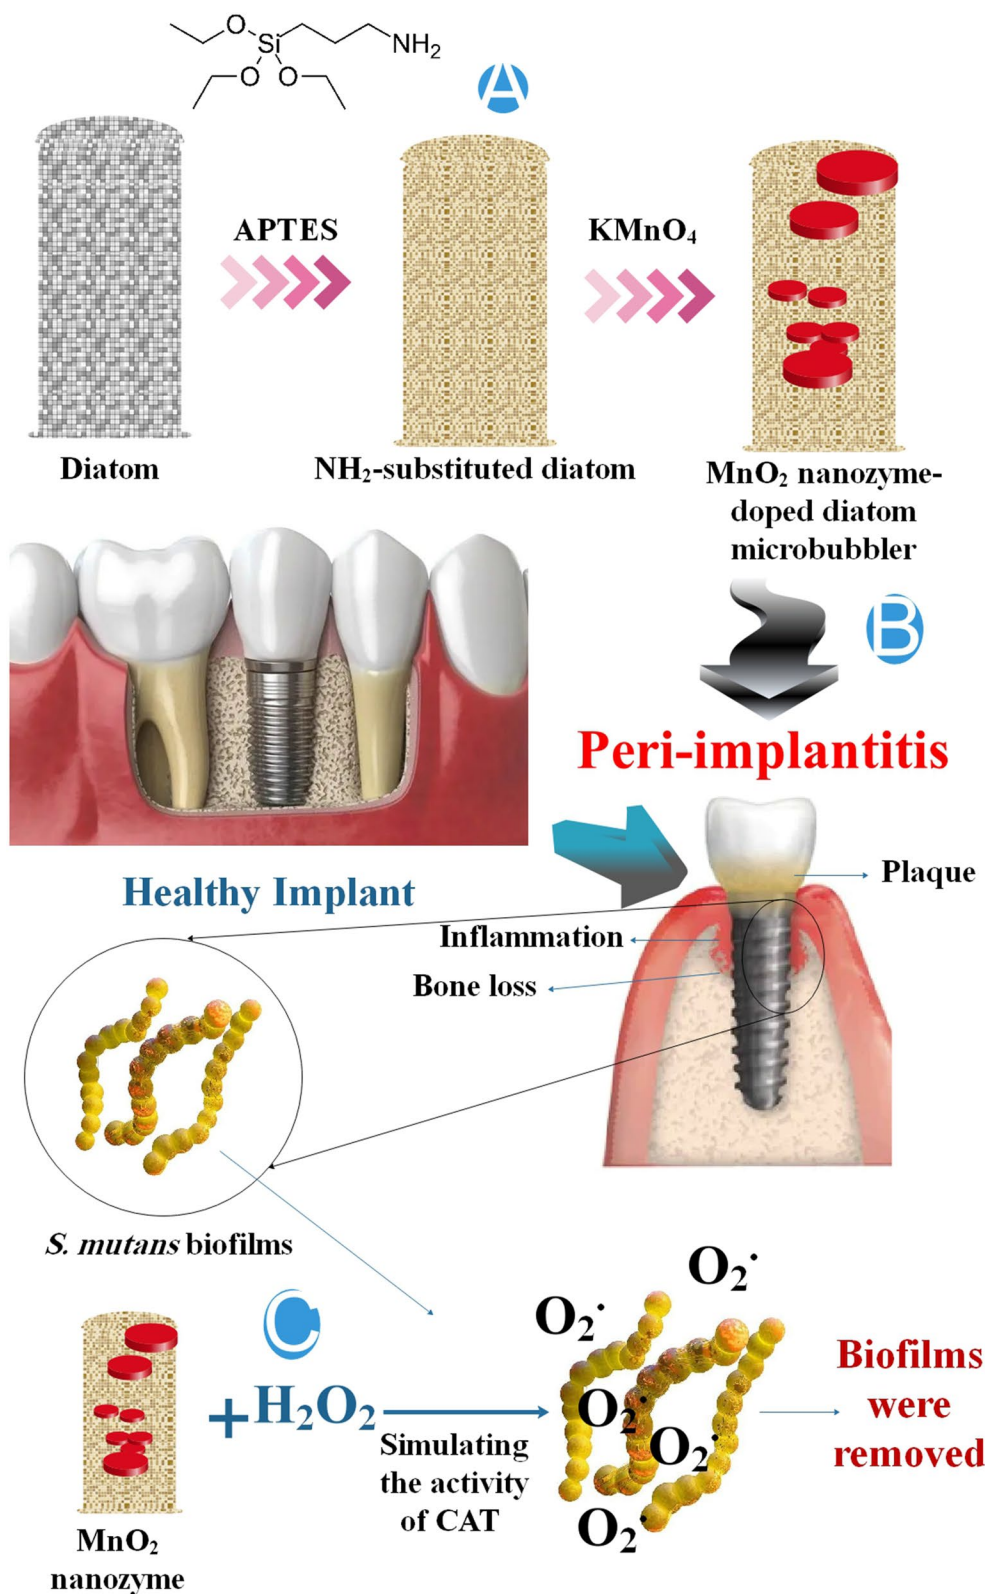 O
Si
NH₂
O
O
A
APTES
KMnO₄
Diatom
NH₂-substituted diatom
MnO₂ nanozyme-
doped diatom
microbubbler
B
Peri-implantitis
Healthy Implant
Plaque
Inflammation
Bone loss
S. mutans biofilms
C
O₂˙
O₂˙
O₂˙
O₂˙
O₂˙
+H₂O₂
Simulating
the activity
of CAT
Biofilms
were
removed
MnO₂
nanozyme